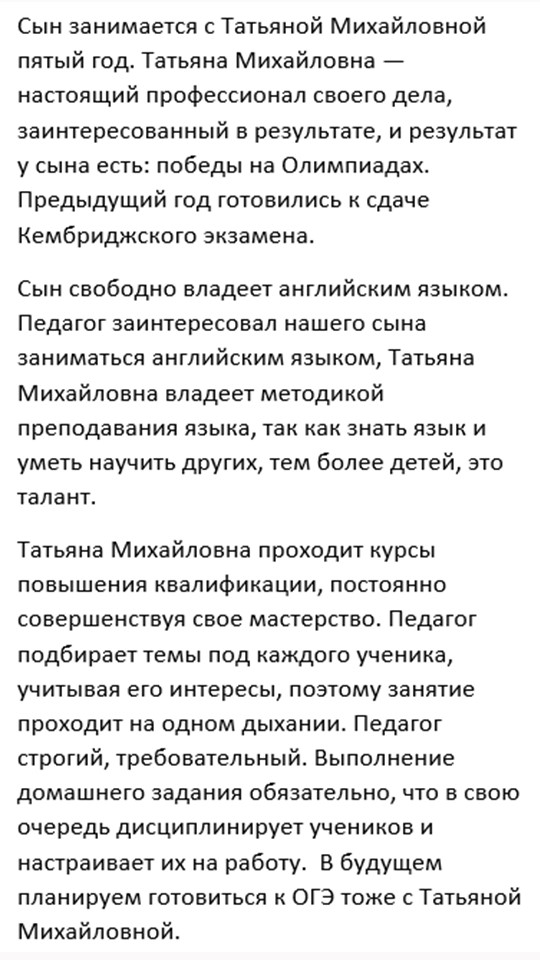 Сын занимается с Татьяной Михайловной
пятый год. Татьяна Михайловна —
настоящий профессионал своего дела,
заинтересованный в результате, и результат
у сына есть: победы на Олимпиадах.
Предыдущий год готовились к сдаче
Кембриджского экзамена.
Сын свободно владеет английским языком.
Педагог заинтересовал нашего сына
заниматься английским языком, Татьяна
Михайловна владеет методикой
преподавания языка, так как знать язык и
уметь научить других, тем более детей, это
талант.
Татьяна Михайловна проходит курсы
повышения квалификации, постоянно
совершенствуя свое мастерство. Педагог
подбирает темы под каждого ученика,
учитывая его интересы, поэтому занятие
проходит на одном дыхании. Педагог
строгий, требовательный. Выполнение
домашнего задания обязательно, что в свою
очередь дисциплинирует учеников и
настраивает их на работу.  В будущем
планируем готовиться к ОГЭ тоже с Татьяной
Михайловной.